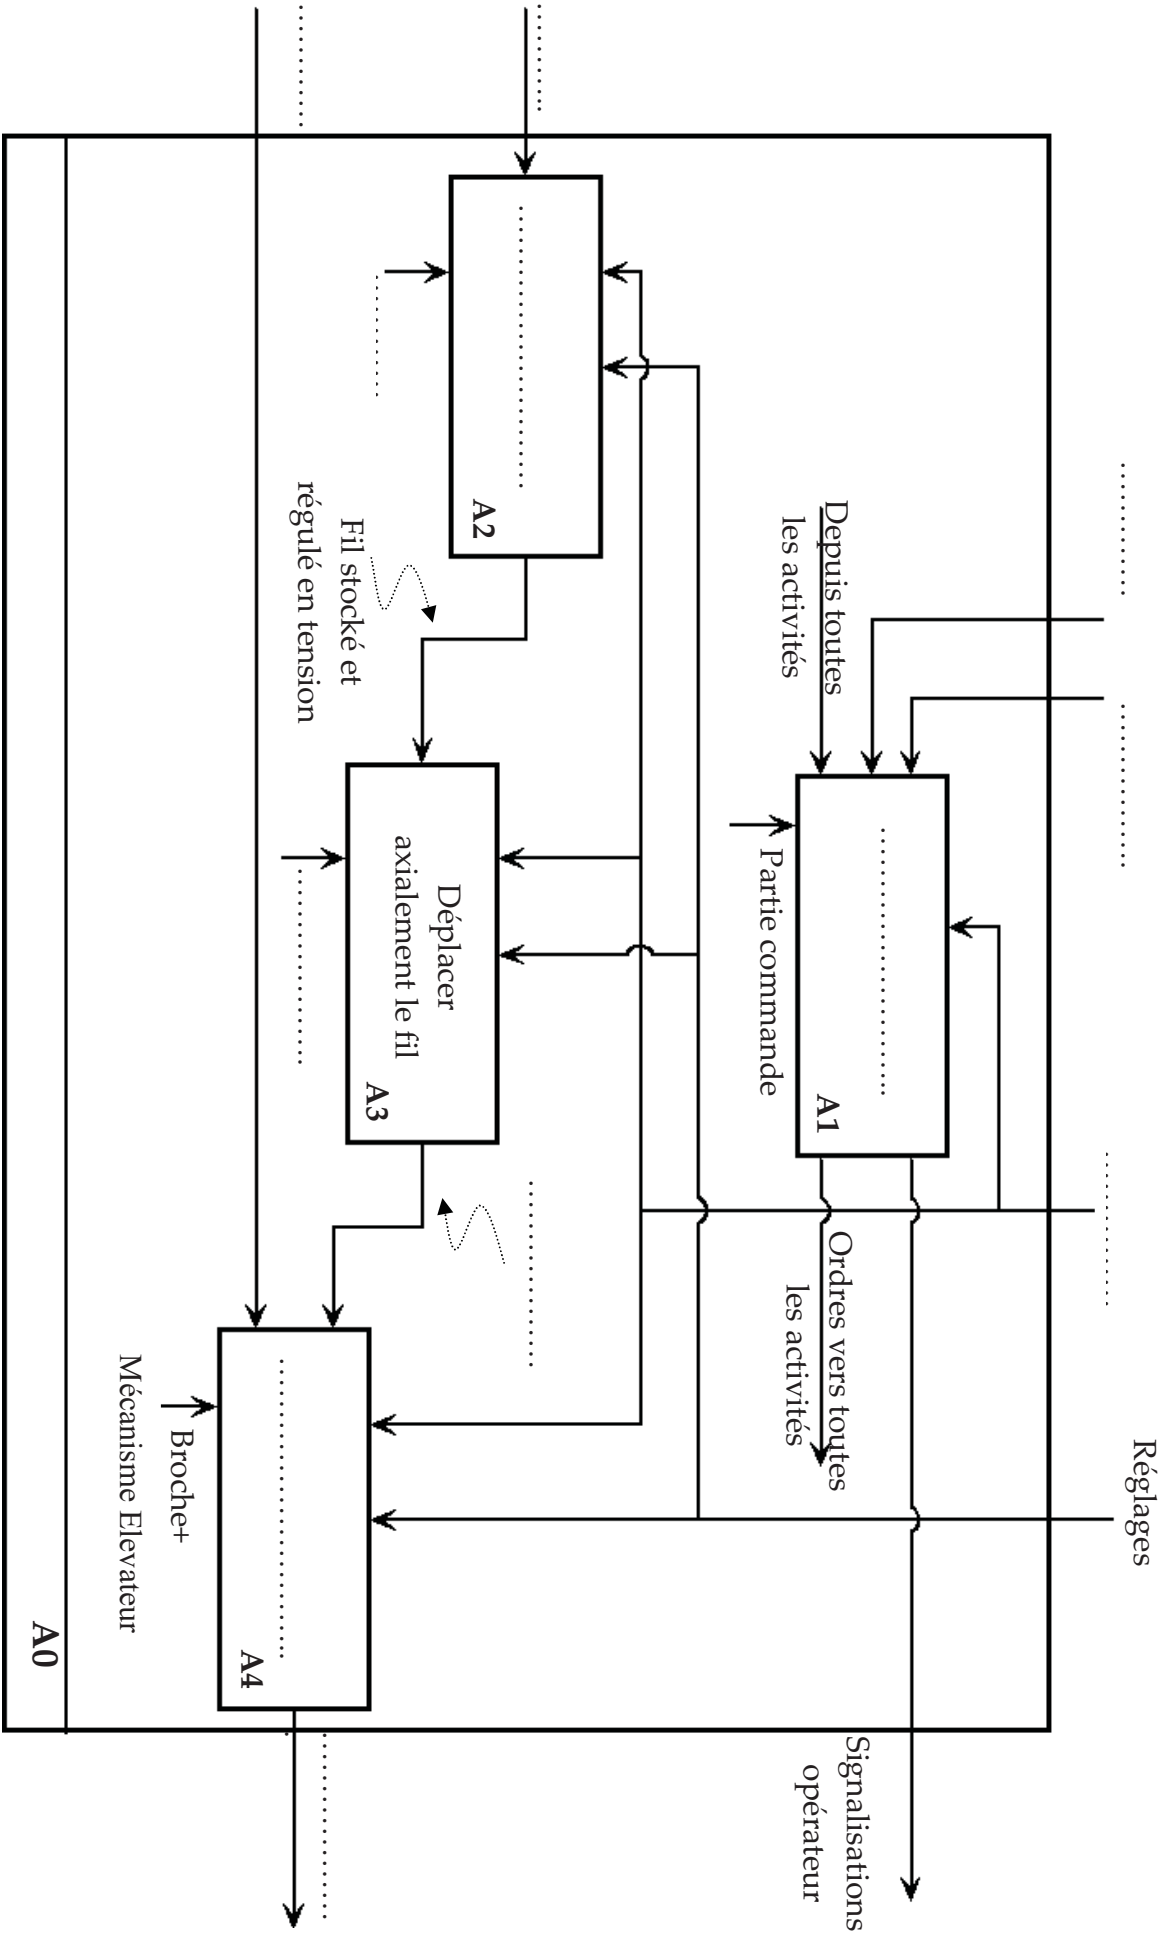 Réglages
Depuis toutes
les activités
A1
Partie commande
Ordres vers toutes
les activités
Signalisations
opérateur
A2
Fil stocké et
régulé en tension
Déplacer
axialement le fil
A3
A4
Broche+
Mécanisme Elevateur
A0